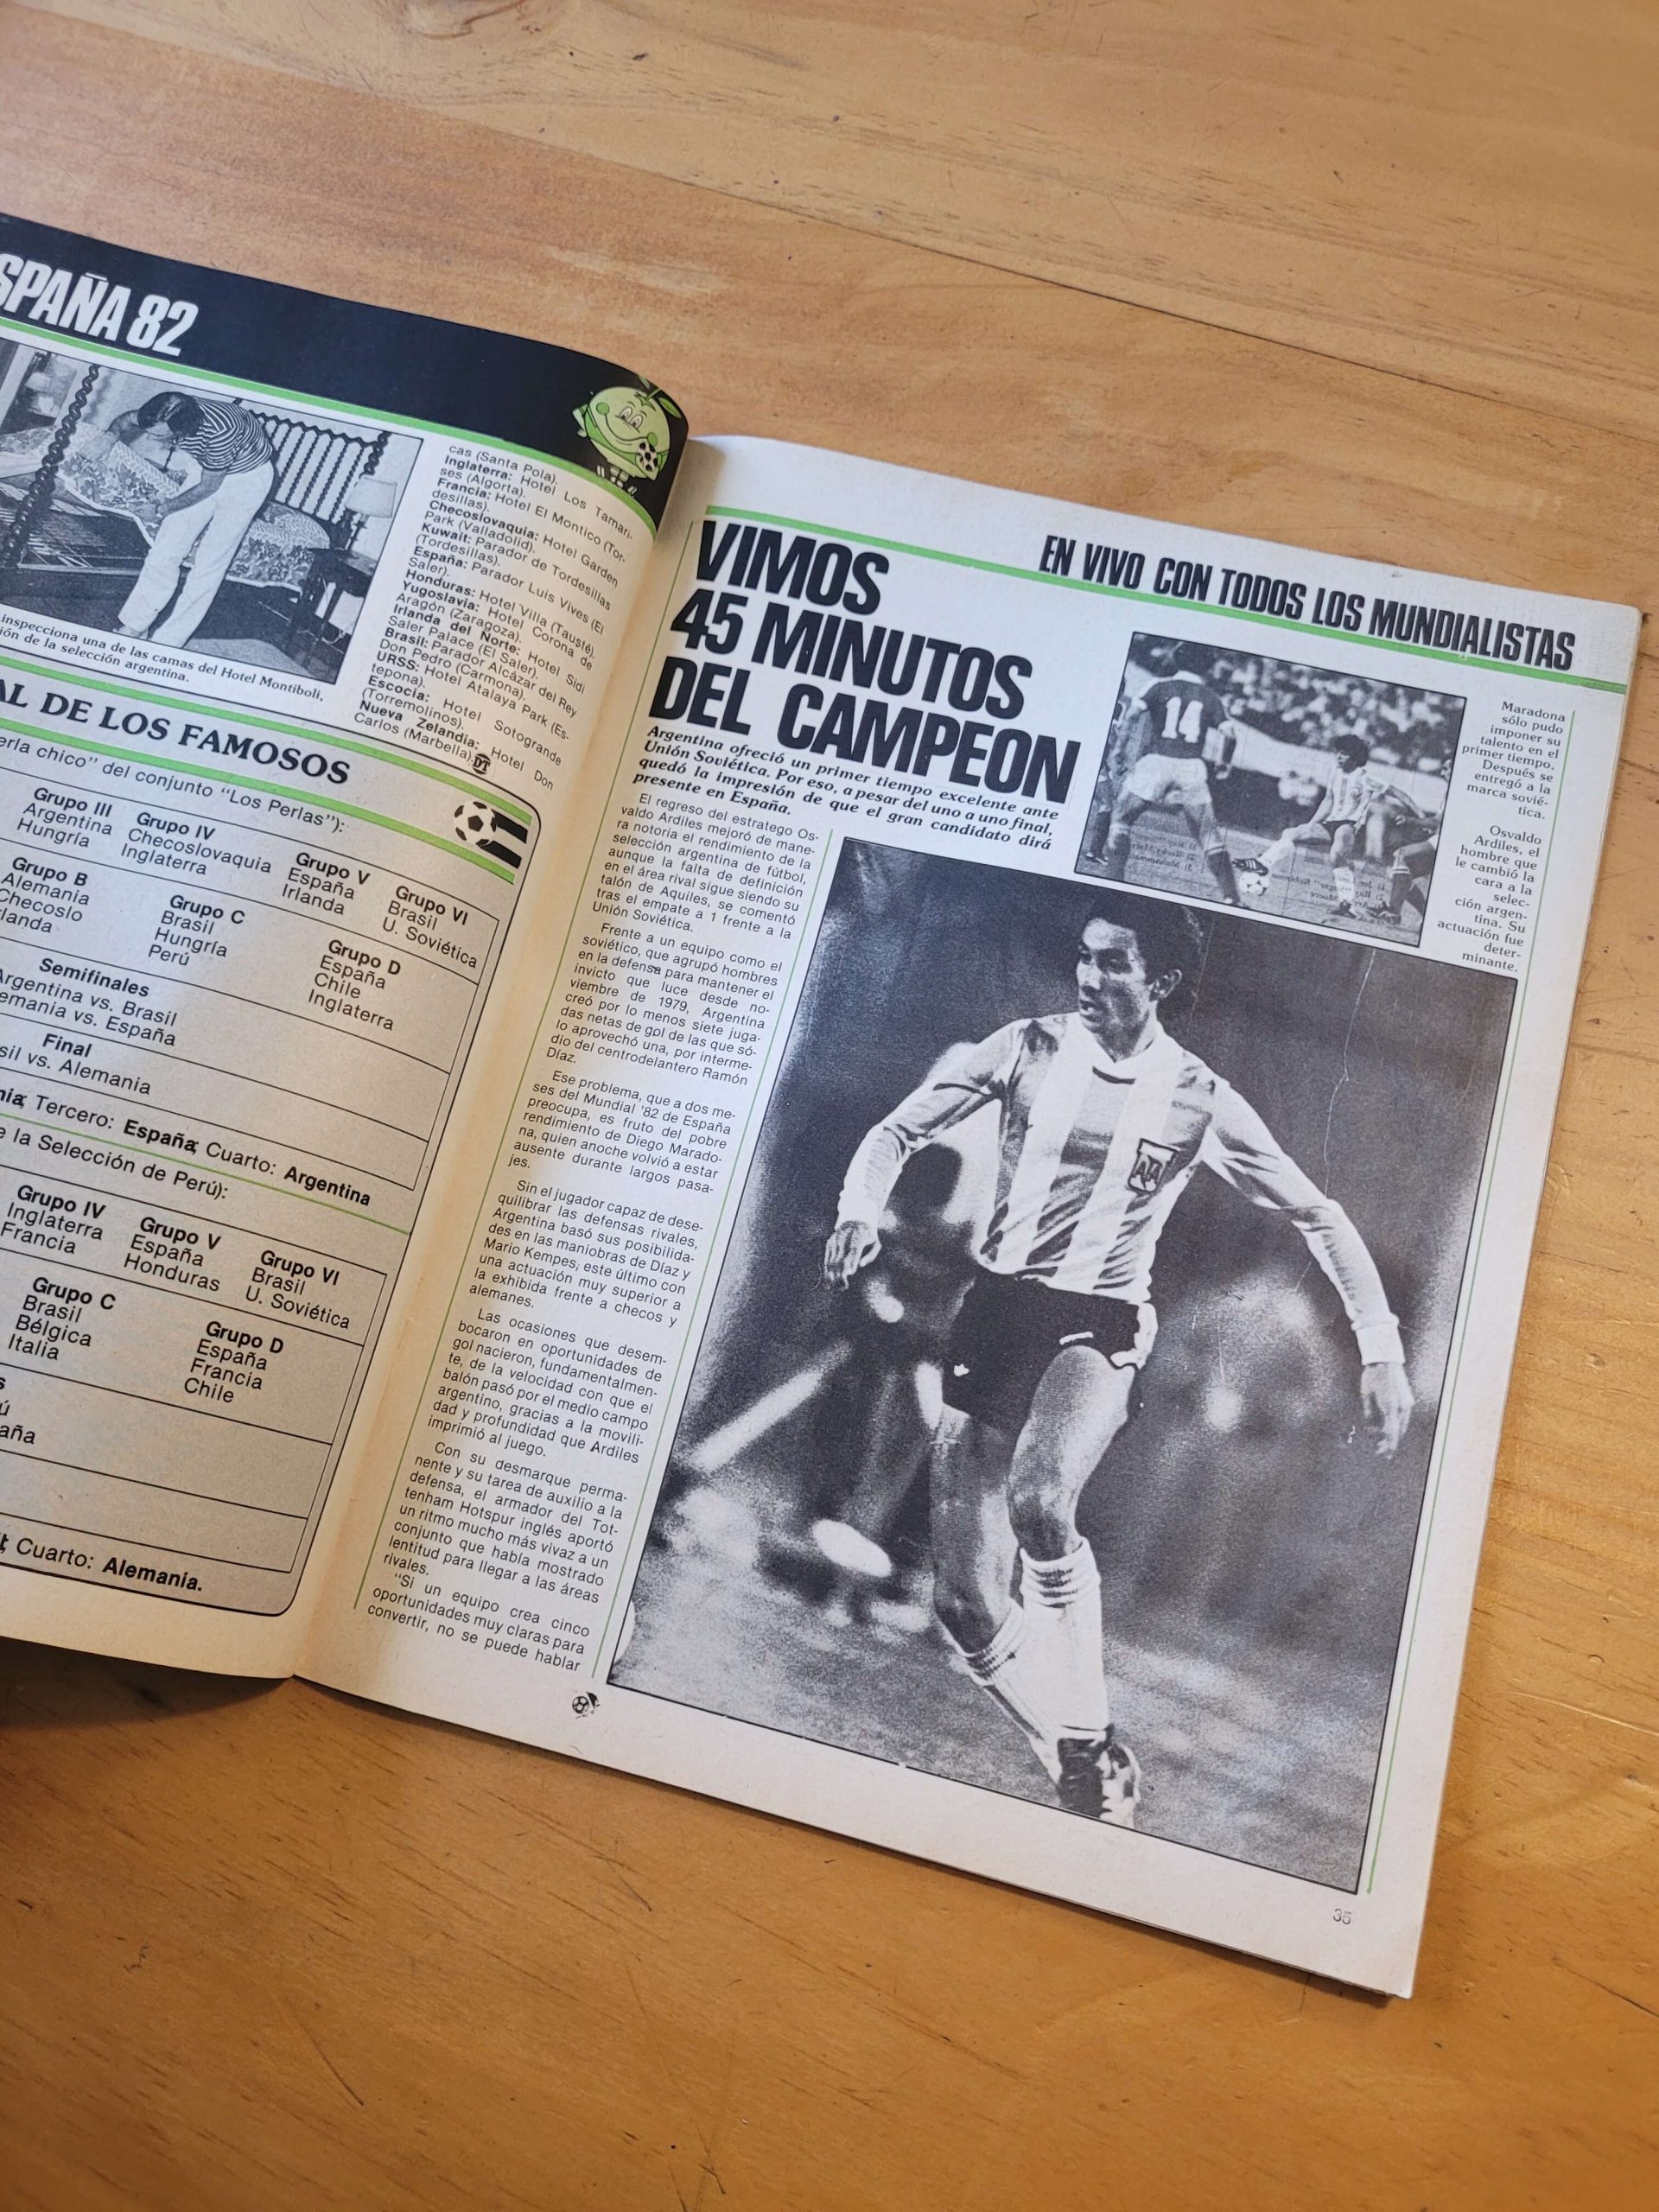 SPAÑA 82
inspecciona una de las camas del Hotel Montiboli,
ión de la selección argentina.
cas (Santa Pola).
Inglaterra: Hotel Los Tamari-
ses (Algorta).
Francia: Hotel El Montico (Tor-
desillas).
Checoslovaquia: Hotel Garden
Park (Valladolid).
Kuwait: Parador de Tordesillas
(Tordesillas).
España: Parador Luis Vives (El
Saler).
Honduras: Hotel Villa (Tauste).
Yugoslavia: Hotel Corona de
Aragón (Zaragoza).
Irlanda del Norte: Hotel Sidi
Saler Palace (El Saler).
Brasil: Parador Alcázar del Rey
Don Pedro (Carmona).
URSS: Hotel Atalaya Park (Es-
tepona).
Escocia: Hotel Sotogrande
(Torremolinos).
Nueva Zelandia: Hotel Don
Carlos (Marbella).
DT
AL DE LOS FAMOSOS
erla chico" del conjunto "Los Perlas"):
Grupo III
Argentina
Hungría
Grupo IV
Checoslovaquia
Inglaterra
Grupo V
España
Irlanda
Grupo VI
Brasil
U. Soviética
Grupo B
Alemania
Checoslo
rlanda
Grupo C
Brasil
Hungría
Perú
Grupo D
España
Chile
Inglaterra
Semifinales
Argentina vs. Brasil
emania vs. España
Final
sil vs. Alemania
nia; Tercero: España; Cuarto: Argentina
e la Selección de Perú):
Grupo IV
Inglaterra
Francia
Grupo V
España
Honduras
Grupo VI
Brasil
U. Soviética
Grupo C
Brasil
Bélgica
Italia
Grupo D
España
Francia
Chile
s
ú
aña
Cuarto: Alemania.
EN VIVO CON TODOS LOS MUNDIALISTAS
VIMOS
45 MINUTOS
DEL CAMPEON
Argentina ofreció un primer tiempo excelente ante
Unión Soviética. Por eso, a pesar del uno a uno final,
quedó la impresión de que el gran candidato dirá
presente en España.
El regreso del estratego Os-
valdo Ardiles mejoró de mane-
ra notoria el rendimiento de la
selección argentina de fútbol,
aunque la falta de definición
en el área rival sigue siendo su
talón de Aquiles, se comentó
tras el empate a 1 frente a la
Unión Soviética.
Frente a un equipo como el
soviético, que agrupó hombres
en la defensa para mantener el
invicto que luce desde no-
viembre de 1979, Argentina
creó por lo menos siete juga-
das netas de gol de las que só-
lo aprovechó una, por interme-
dio del centrodelantero Ramón
Díaz.
Ese problema, que a dos me-
ses del Mundial '82 de España
preocupa, es fruto del pobre
rendimiento de Diego Marado-
na, quien anoche volvió a estar
ausente durante largos pasa-
jes.
Sin el jugador capaz de dese-
quilibrar las defensas rivales,
Argentina basó sus posibilida-
des en las maniobras de Díaz y
Mario Kempes, este último con
una actuación muy superior a
la exhibida frente a checos y
alemanes.
Las ocasiones que desem-
bocaron en oportunidades de
gol nacieron, fundamentalmen-
te, de la velocidad con que el
balón pasó por el medio campo
argentino, gracias a la movili-
dad y profundidad que Ardiles
imprimió al juego.
Con su desmarque perma-
nente y su tarea de auxilio a la
defensa, el armador del Tot-
tenham Hotspur inglés aportó
un ritmo mucho más vivaz a un
conjunto que había mostrado
lentitud para llegar a las áreas
rivales.
"Si un equipo crea cinco
oportunidades muy claras para
convertir, no se puede hablar
14
Maradona
sólo pudo
imponer su
talento en el
primer tiempo.
Después se
entregó a la
marca sovié-
tica.
Osvaldo
Ardiles, el
hombre que
le cambió la
cara a la
selec-
ción argen-
tina. Su
actuación fue
deter-
minante.
AFA
35